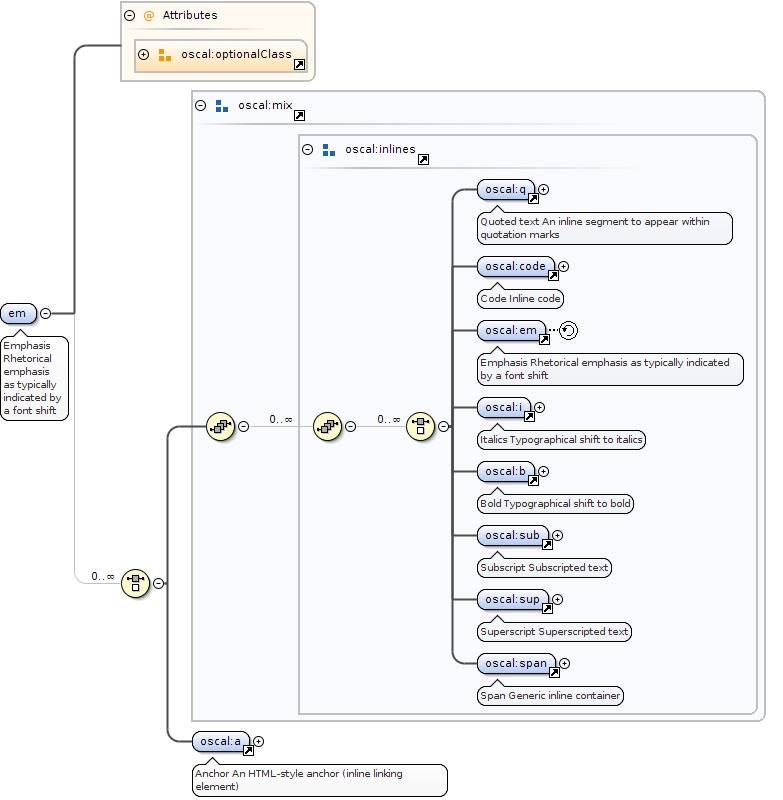 Attributes
@
oscal:optionalClass
oscal:mix
oscal:inlines
oscal:q
Quoted text An inline segment to appear within
quotation marks
oscal:code
Code Inline code
em
Emphasis
Rhetorical
emphasis
as typically
indicated by
a font shift
oscal:em
Emphasis Rhetorical emphasis as typically indicated
by a font shift
oscal:i
Italics Typographical shift to italics
0..∞
0..∞
oscal:b
Bold Typographical shift to bold
oscal:sub
Subscript Subscripted text
0..∞
oscal:sup
Superscript Superscripted text
oscal:span
Span Generic inline container
oscal:a
Anchor An HTML-style anchor (inline linking
element)